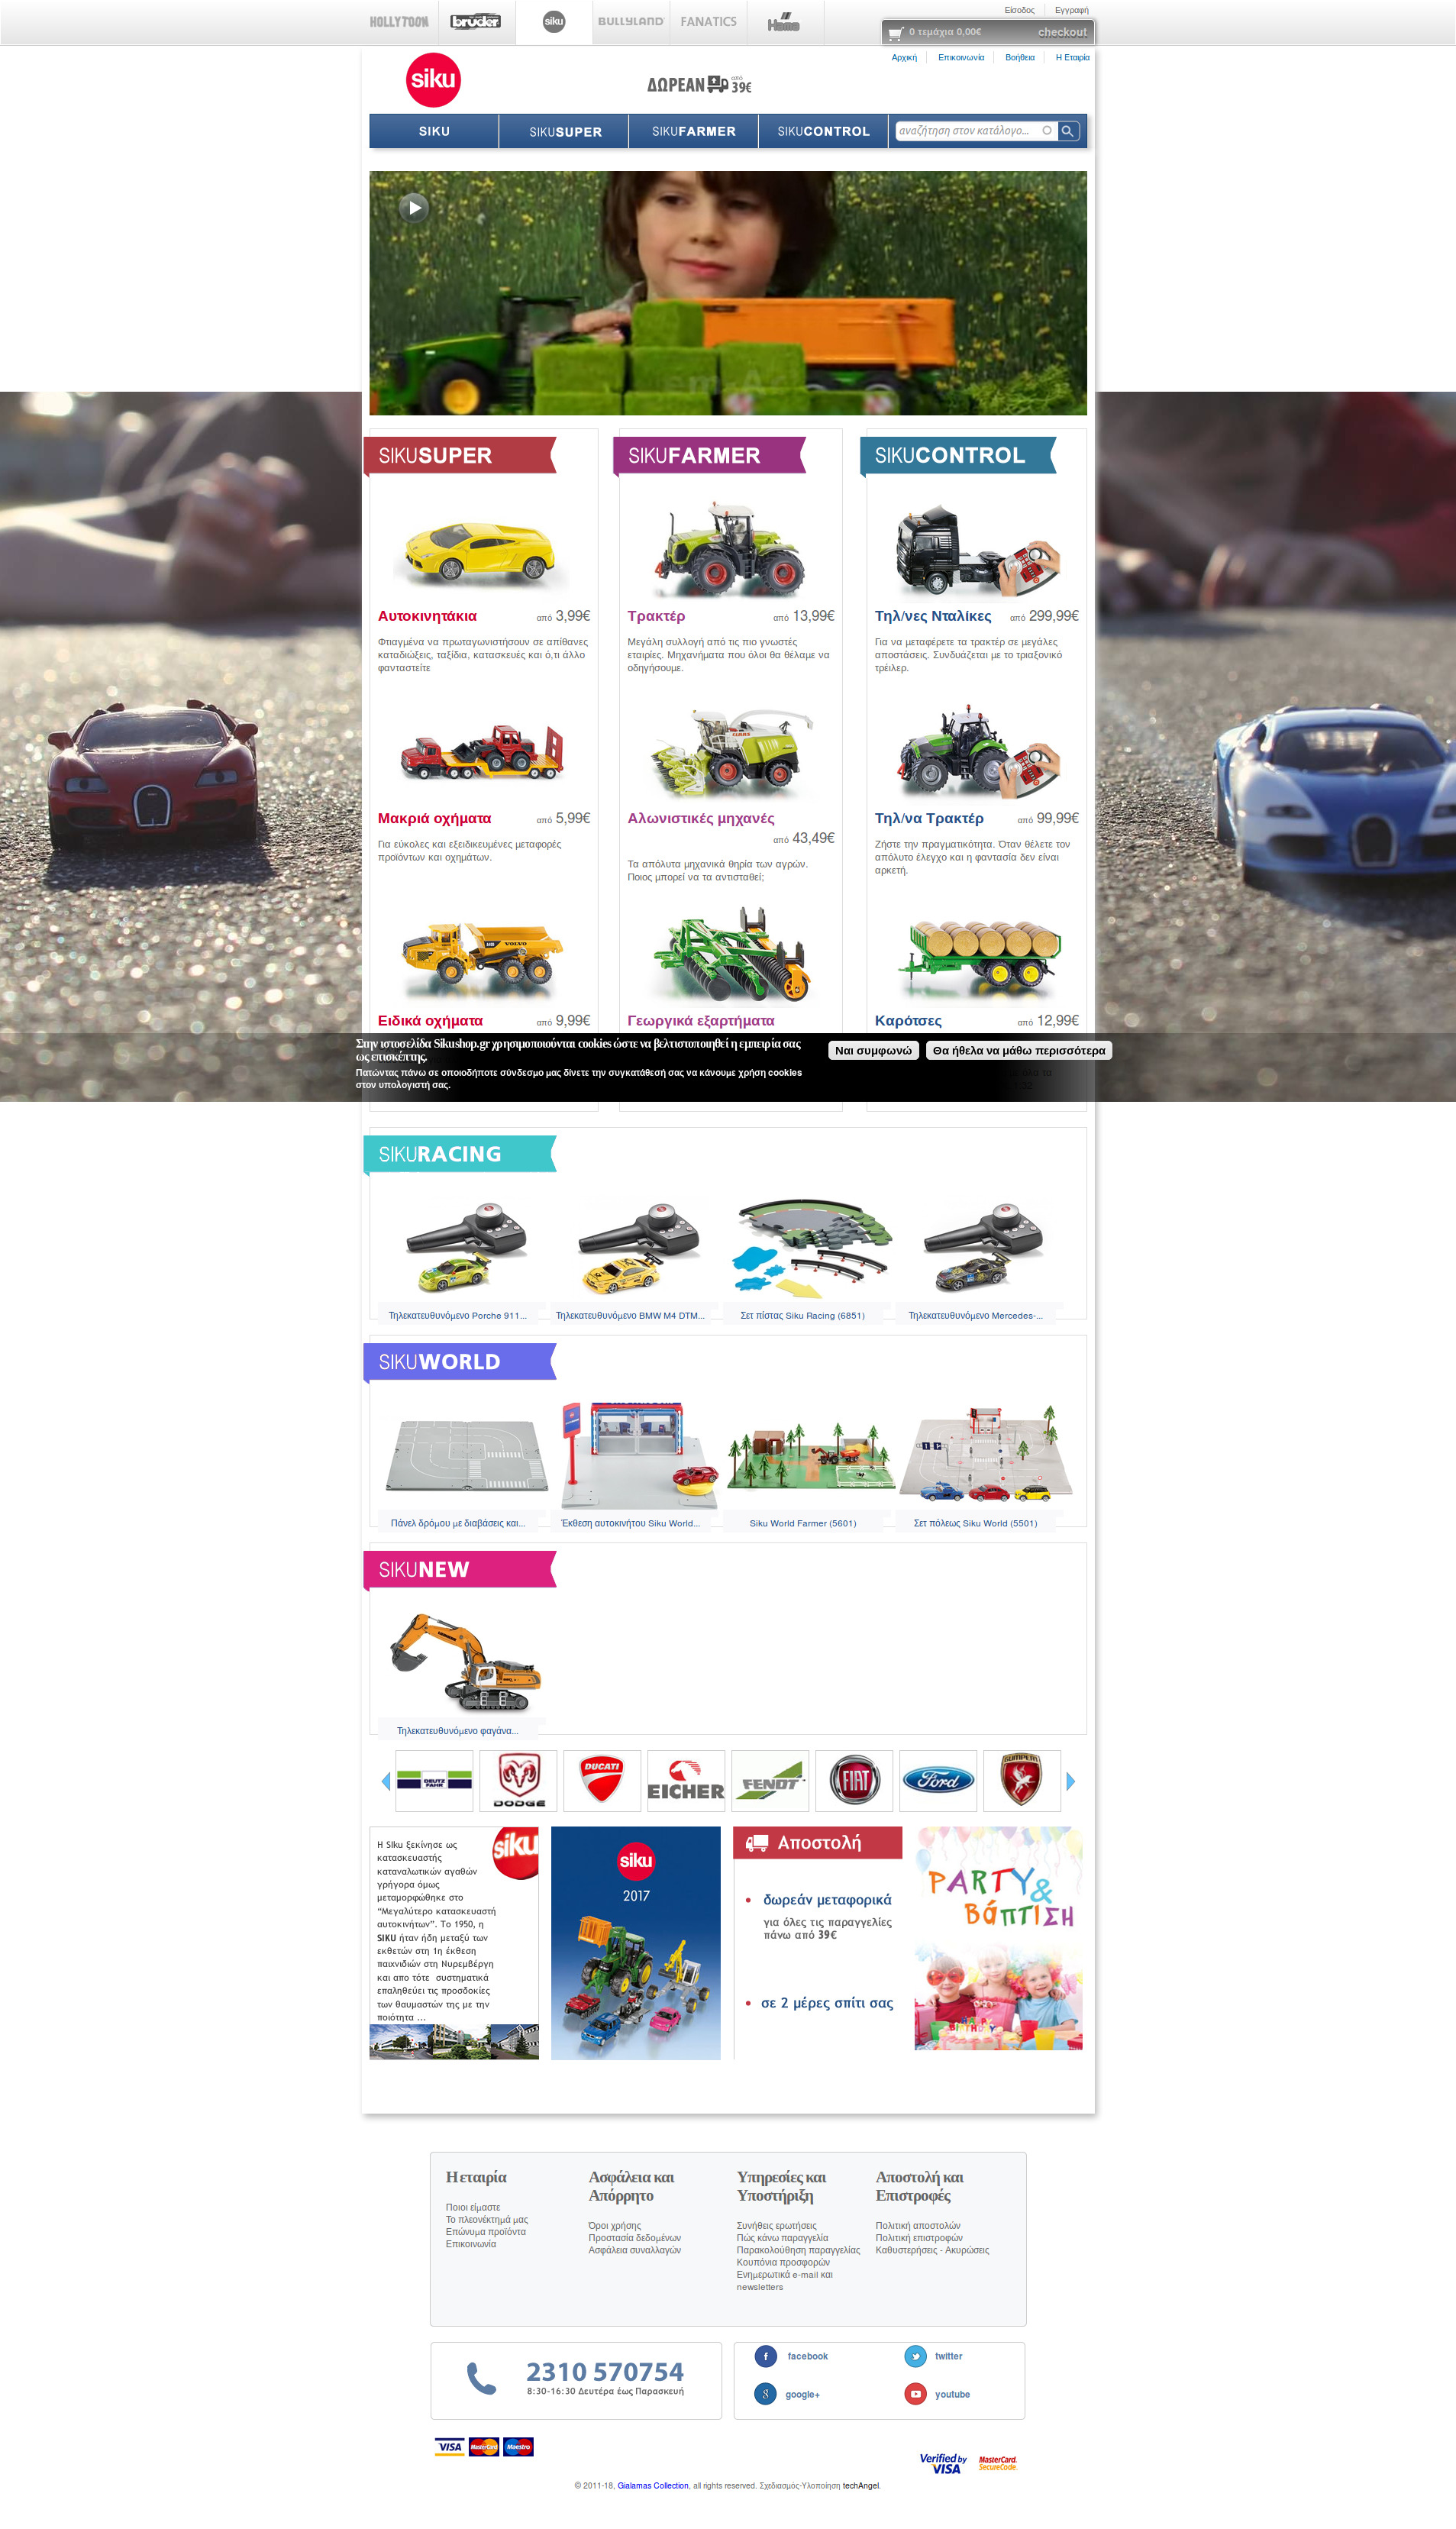 HOLLYTOON
bruder
siku
BULLYLAND
FANATICS
Hama
Είσοδος
Εγγραφή
0 τεμάχια 0,00€
checkout
Αρχική
Επικοινωνία
Βοήθεια
Η Εταιρία
siku
ΔΩΡΕΑΝ από 39€
SIKU
SIKUSUPER
SIKUFARMER
SIKUCONTROL
αναζήτηση στον κατάλογο...
SIKUSUPER
Αυτοκινητάκια
από 3,99€
Φτιαγμένα να πρωταγωνιστήσουν σε απίθανες
καταδιώξεις, ταξίδια, κατασκευές και ό,τι άλλο
φανταστείτε
Μακριά οχήματα
από 5,99€
Για εύκολες και εξειδικευμένες μεταφορές
προϊόντων και οχημάτων.
Ειδικά οχήματα
από 9,99€
SIKUFARMER
Τρακτέρ
από 13,99€
Μεγάλη συλλογή από τις πιο γνωστές
εταιρίες. Μηχανήματα που όλοι θα θέλαμε να
οδηγήσουμε.
Αλωνιστικές μηχανές
από 43,49€
Τα απόλυτα μηχανικά θηρία των αγρών.
Ποιος μπορεί να τα αντισταθεί;
Γεωργικά εξαρτήματα
SIKUCONTROL
Τηλ/νες Νταλίκες
από 299,99€
Για να μεταφέρετε τα τρακτέρ σε μεγάλες
αποστάσεις. Συνδυάζεται με το τριαξονικό
τρέιλερ.
Τηλ/να Τρακτέρ
από 99,99€
Ζήστε την πραγματικότητα. Όταν θέλετε τον
απόλυτο έλεγχο και η φαντασία δεν είναι
αρκετή.
Καρότσες
από 12,99€
Στην ιστοσελίδα Sikushop.gr χρησιμοποιούνται cookies ώστε να βελτιστοποιηθεί η εμπειρία σας
ως επισκέπτης.
Πατώντας πάνω σε οποιοδήποτε σύνδεσμο μας δίνετε την συγκατάθεσή σας να κάνουμε χρήση cookies
στον υπολογιστή σας.
Ναι συμφωνώ
Θα ήθελα να μάθω περισσότερα
SIKURACING
Τηλεκατευθυνόμενο Porche 911...
Τηλεκατευθυνόμενο BMW M4 DTM...
Σετ πίστας Siku Racing (6851)
Τηλεκατευθυνόμενο Mercedes-...
SIKUWORLD
Πάνελ δρόμου με διαβάσεις και...
Έκθεση αυτοκινήτου Siku World...
Siku World Farmer (5601)
Σετ πόλεως Siku World (5501)
SIKUNEW
Τηλεκατευθυνόμενο φαγάνα...
DEUTZ
FAHR
DODGE
DUCATI
EICHER
FENDT
FIAT
Ford
GUMPERT
Η SIku ξεκίνησε ως
κατασκευαστής
καταναλωτικών αγαθών
γρήγορα όμως
μεταμορφώθηκε στο
“Μεγαλύτερο κατασκευαστή
αυτοκινήτων”. Το 1950, η
SIKU ήταν ήδη μεταξύ των
εκθετών στη 1η έκθεση
παιχνιδιών στη Νυρεμβέργη
και απο τότε συστηματικά
επαληθεύει τις προσδοκίες
των θαυμαστών της με την
ποιότητα ...
siku
siku
2017
Αποστολή
δωρεάν μεταφορικά
για όλες τις παραγγελίες
πάνω από 39€
σε 2 μέρες σπίτι σας
PARTY &
βάπτιση
HAPPY
BIRTHDAY
Η εταιρία
Ποιοι είμαστε
Το πλεονέκτημά μας
Επώνυμα προϊόντα
Επικοινωνία
Ασφάλεια και
Απόρρητο
Όροι χρήσης
Προστασία δεδομένων
Ασφάλεια συναλλαγών
Υπηρεσίες και
Υποστήριξη
Συνήθεις ερωτήσεις
Πώς κάνω παραγγελία
Παρακολούθηση παραγγελίας
Κουπόνια προσφορών
Ενημερωτικά e-mail και
newsletters
Αποστολή και
Επιστροφές
Πολιτική αποστολών
Πολιτική επιστροφών
Καθυστερήσεις - Ακυρώσεις
2310 570754
8:30-16:30 Δευτέρα έως Παρασκευή
facebook
twitter
google+
youtube
VISA
MasterCard
Maestro
Verified by
VISA
MasterCard.
SecureCode.
© 2011-18, Gialamas Collection, all rights reserved. Σχεδιασμός-Υλοποίηση techAngel.